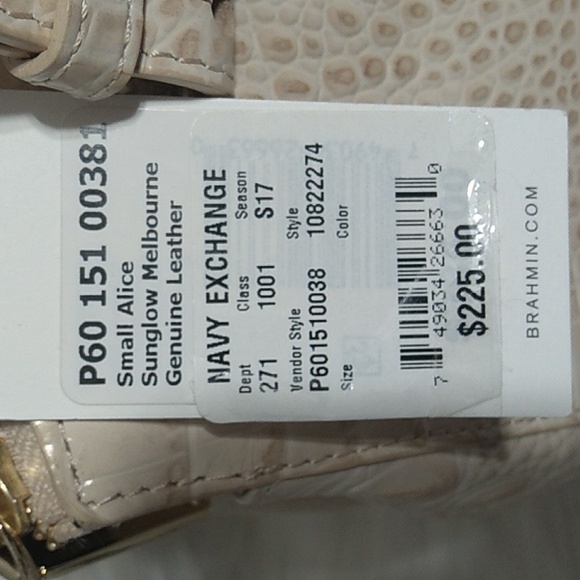 P60 151 00381
Small Alice
Sunglow Melbourne
Genuine Leather
NAVY EXCHANGE
Dept Class Season
271 1001 S17
Vendor Style Style
P601510038 10822274
Size Color
7 49034 26663 0
$225.00
BRAHMIN.COM